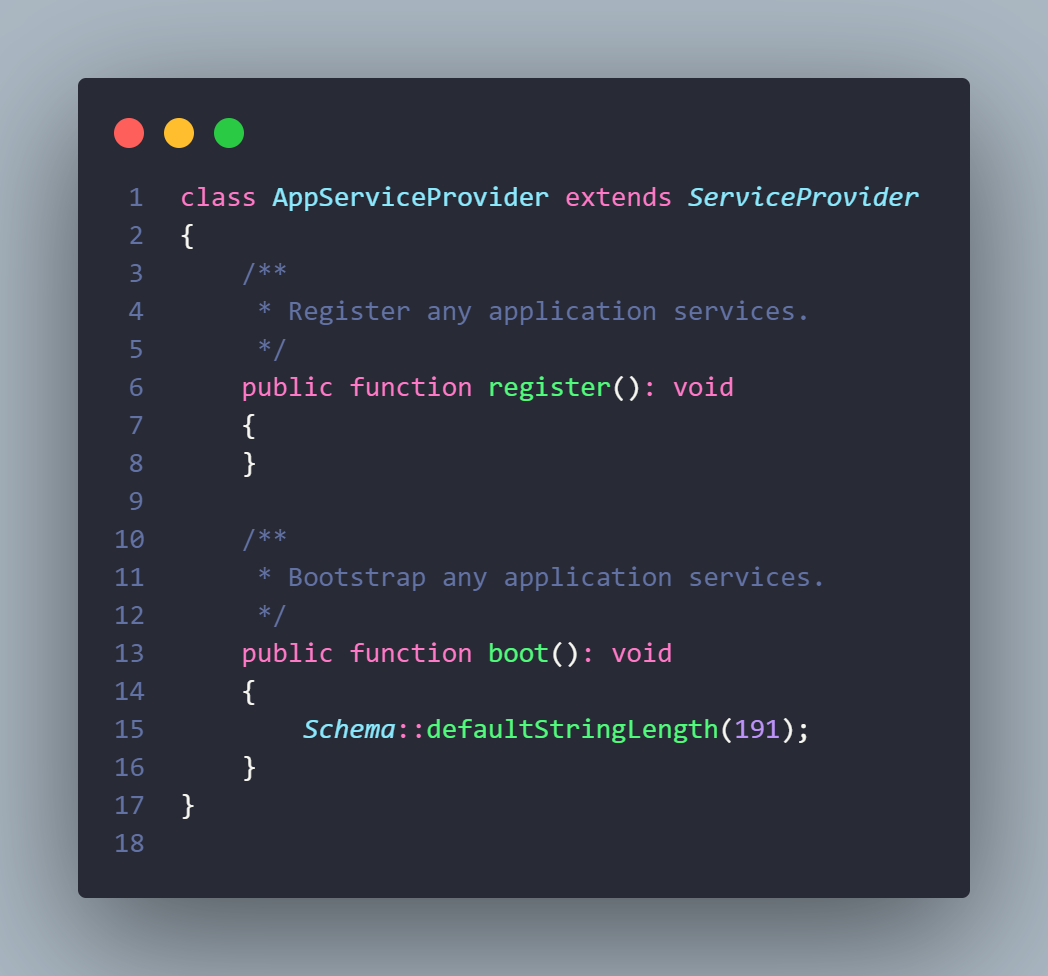 1 class AppServiceProvider extends ServiceProvider
2 {
3     /**
4      * Register any application services.
5      */
6     public function register(): void
7     {
8     }
9
10     /**
11      * Bootstrap any application services.
12      */
13     public function boot(): void
14     {
15         Schema::defaultStringLength(191);
16     }
17 }
18